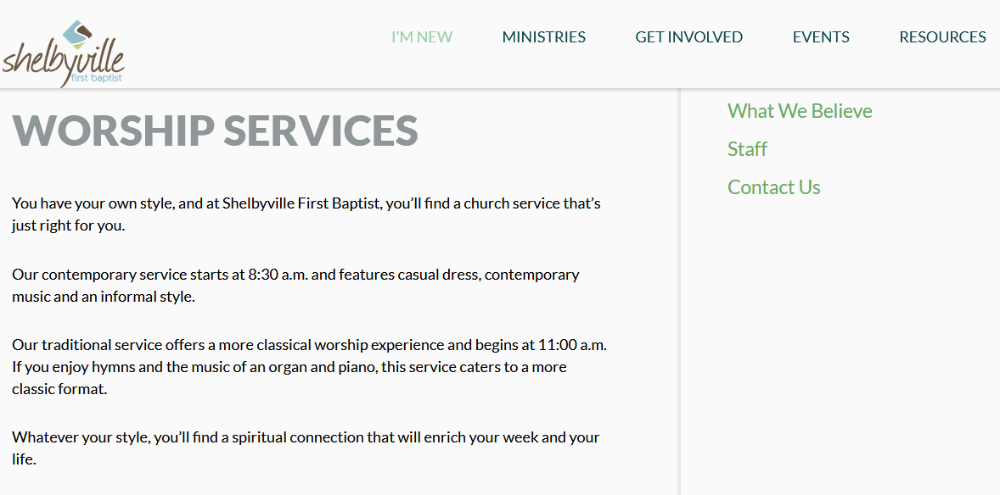 shelbyville
first baptist
I'M NEW
MINISTRIES
GET INVOLVED
EVENTS
RESOURCES
WORSHIP SERVICES
You have your own style, and at Shelbyville First Baptist, you’ll find a church service that’s
just right for you.
Our contemporary service starts at 8:30 a.m. and features casual dress, contemporary
music and an informal style.
Our traditional service offers a more classical worship experience and begins at 11:00 a.m.
If you enjoy hymns and the music of an organ and piano, this service caters to a more
classic format.
Whatever your style, you’ll find a spiritual connection that will enrich your week and your
life.
What We Believe
Staff
Contact Us